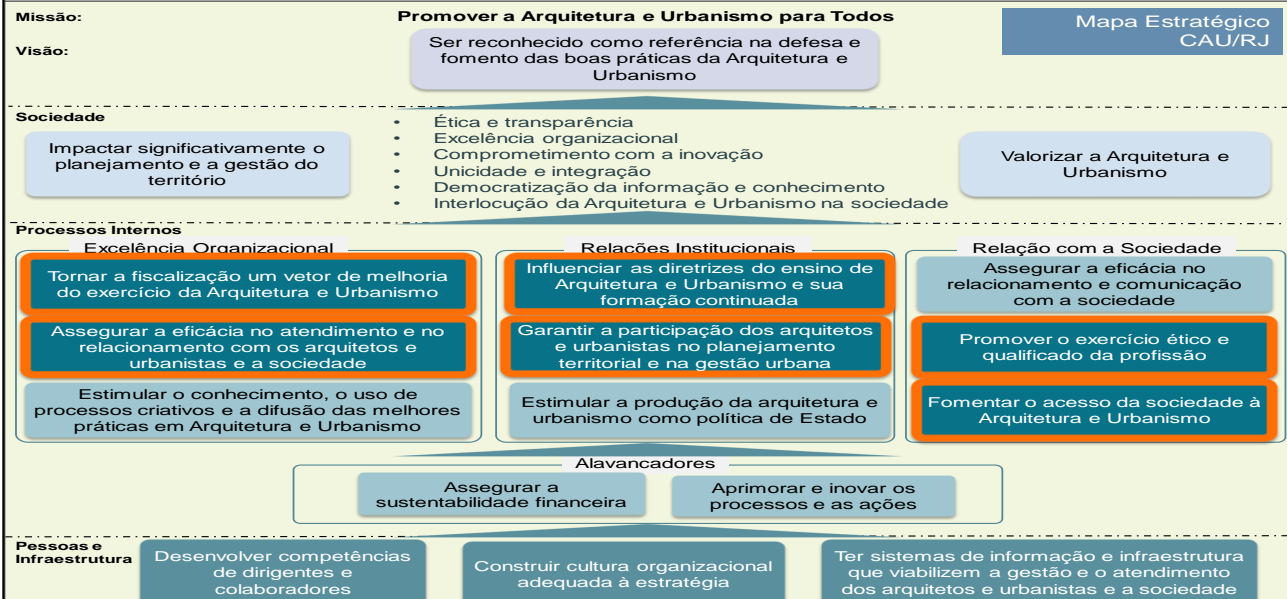 Missão:
Promover a Arquitetura e Urbanismo para Todos
Mapa Estratégico
CAU/RJ
Visão:
Ser reconhecido como referência na defesa e
fomento das boas práticas da Arquitetura e
Urbanismo
Sociedade
Impactar significativamente o
planejamento e a gestão do
território
• Ética e transparência
• Excelência organizacional
• Comprometimento com a inovação
• Unicidade e integração
• Democratização da informação e conhecimento
• Interlocução da Arquitetura e Urbanismo na sociedade
Valorizar a Arquitetura e
Urbanismo
Processos Internos
Excelência Organizacional
Tornar a fiscalização um vetor de melhoria
do exercício da Arquitetura e Urbanismo
Assegurar a eficácia no atendimento e no
relacionamento com os arquitetos e
urbanistas e a sociedade
Estimular o conhecimento, o uso de
processos criativos e a difusão das melhores
práticas em Arquitetura e Urbanismo
Relações Institucionais
Influenciar as diretrizes do ensino de
Arquitetura e Urbanismo e sua
formação continuada
Garantir a participação dos arquitetos
e urbanistas no planejamento
territorial e na gestão urbana
Estimular a produção da arquitetura e
urbanismo como política de Estado
Relação com a Sociedade
Assegurar a eficácia no
relacionamento e comunicação
com a sociedade
Promover o exercício ético e
qualificado da profissão
Fomentar o acesso da sociedade à
Arquitetura e Urbanismo
Alavancadores
Assegurar a
sustentabilidade financeira
Aprimorar e inovar os
processos e as ações
Pessoas e
Infraestrutura
Desenvolver competências
de dirigentes e
colaboradores
Construir cultura organizacional
adequada à estratégia
Ter sistemas de informação e infraestrutura
que viabilizem a gestão e o atendimento
dos arquitetos e urbanistas e a sociedade